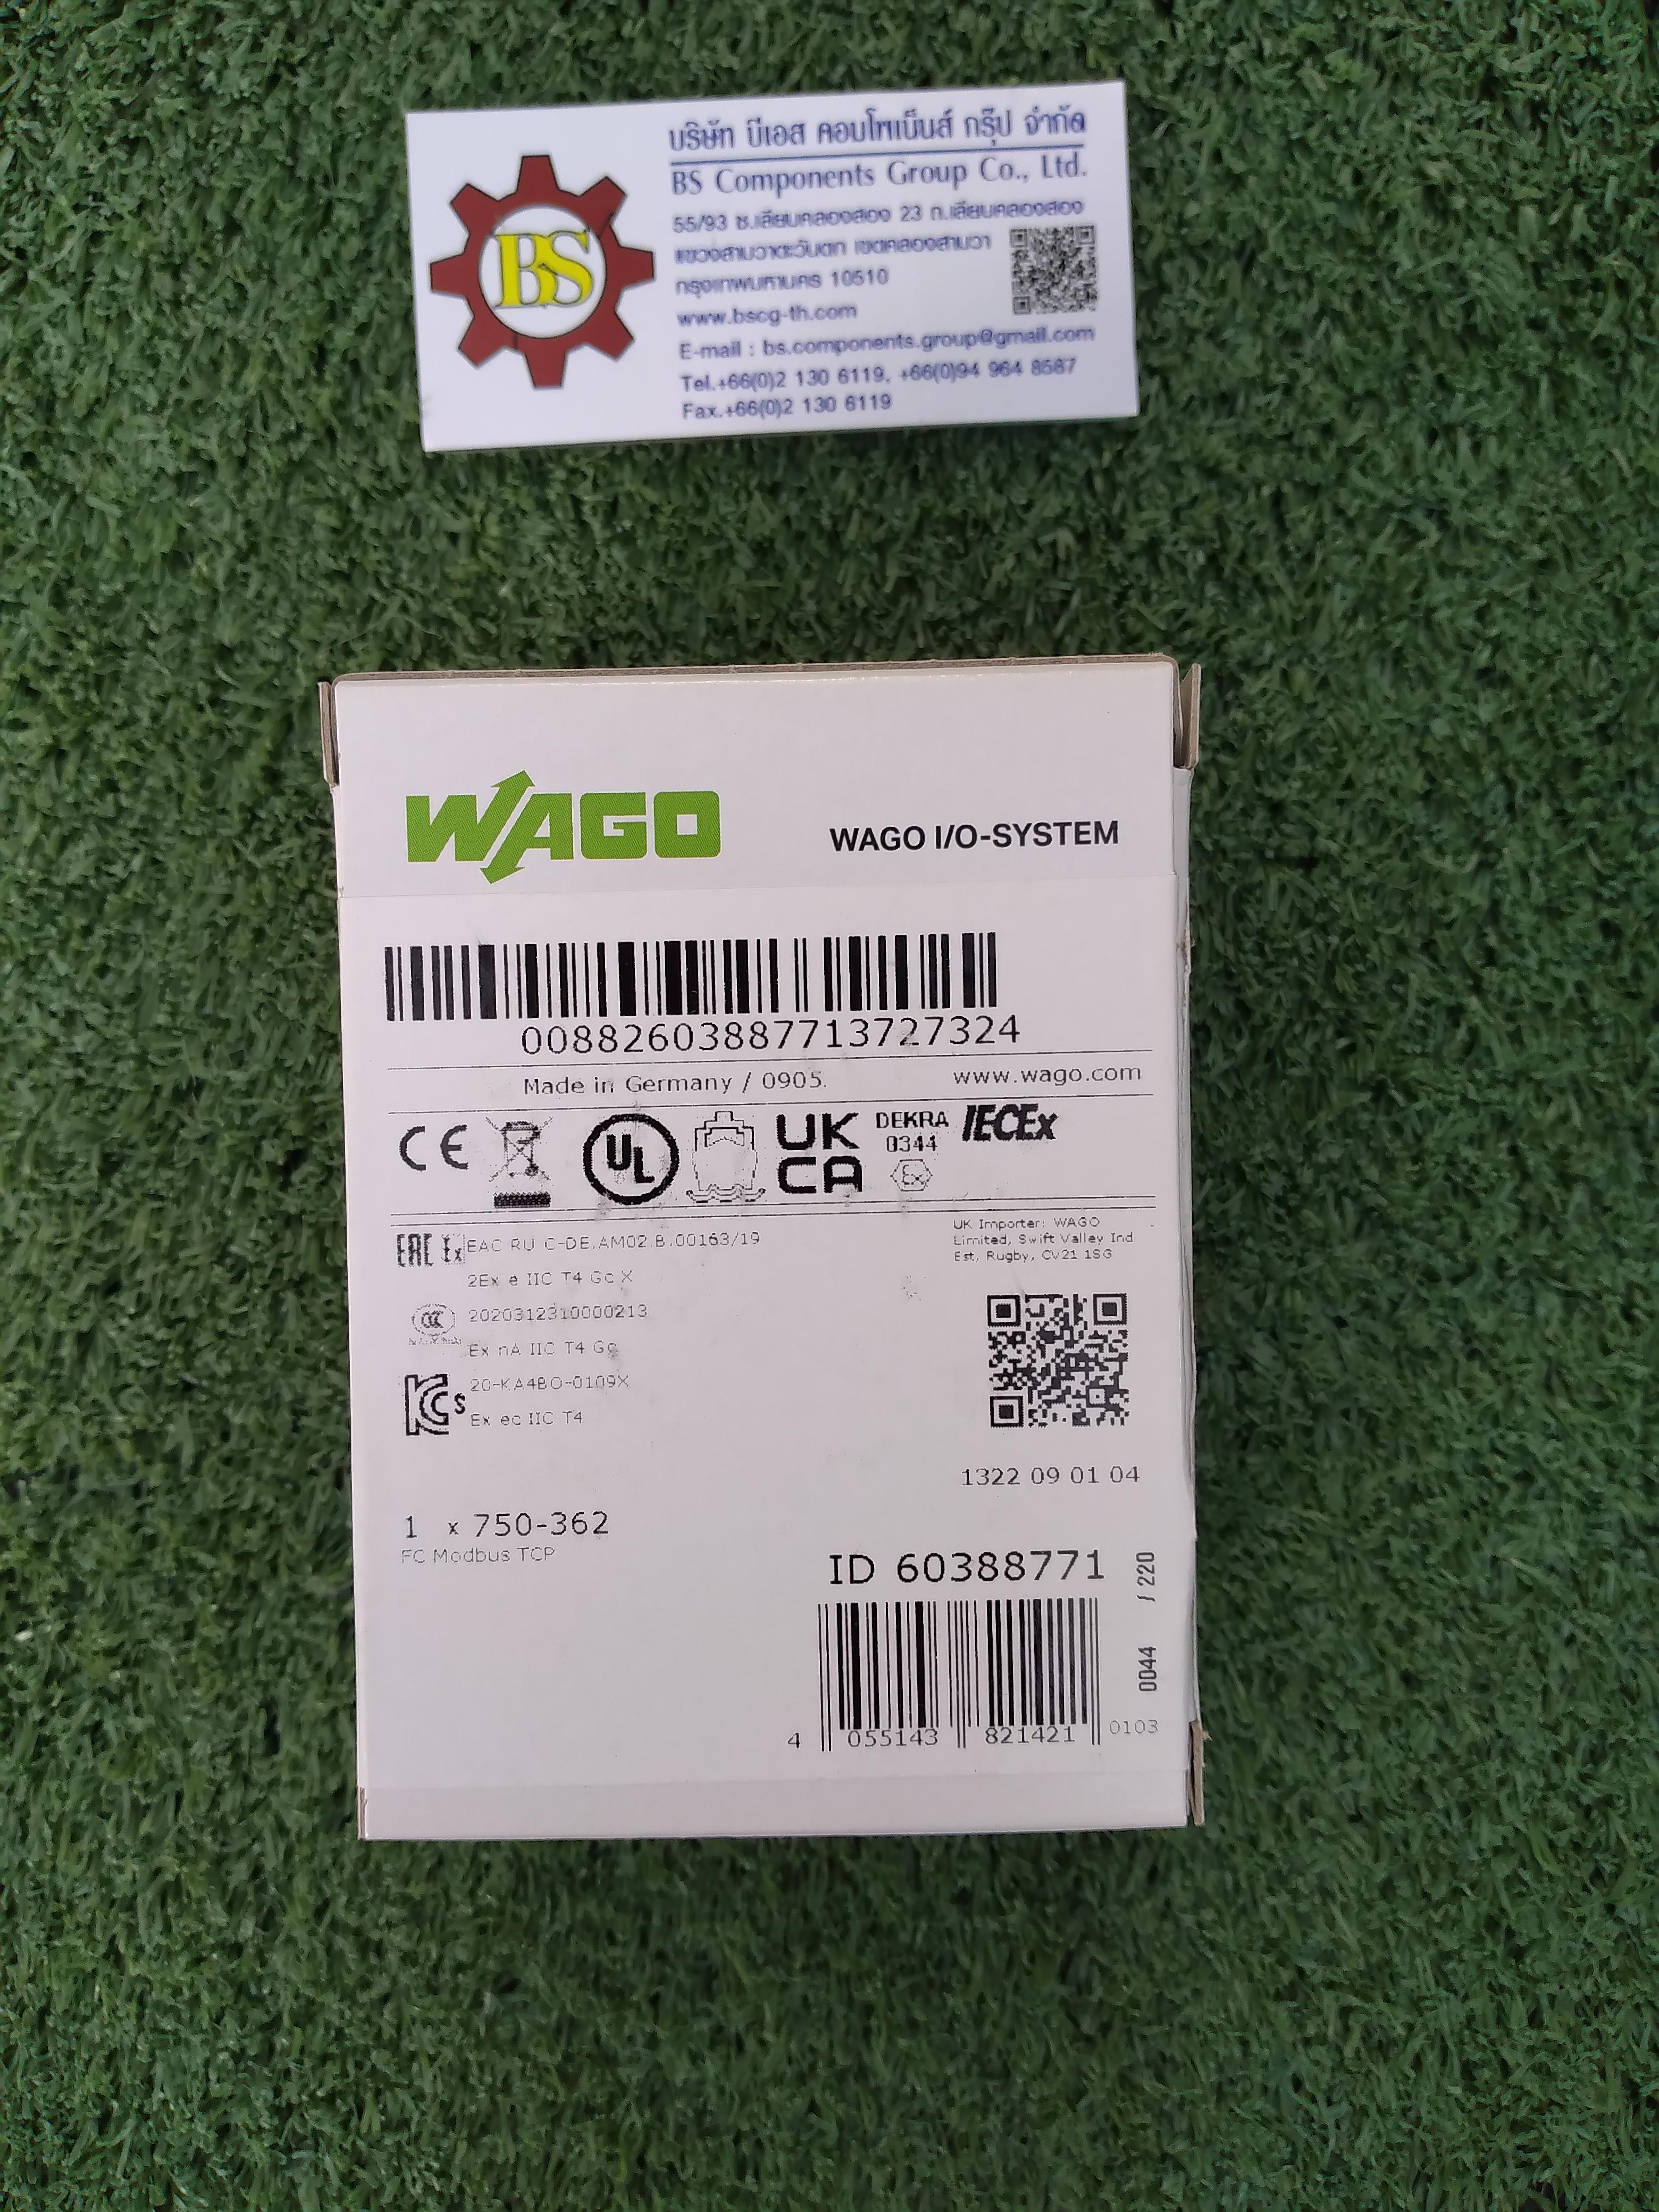 บริษัท บีเอส คอมโพเน็นส์ กรุ๊ป จำกัด
BS Components Group Co., Ltd.
55/93 ซ.เลียบคลองสอง 23 ถ.เลียบคลองสอง
แขวงสามวาตะวันตก เขตคลองสามวา
กรุงเทพมหานคร 10510
www.bscg-th.com
E-mail : bs.components.group@gmail.com
Tel.+66(0)2 130 6119, +66(0)94 964 8587
Fax.+66(0)2 130 6119
BS
WAGO
WAGO I/O-SYSTEM
00882603887713727324
Made in Germany / 0905.
www.wago.com
CE
UL
UK
CA
DEKRA
0344
Ex
IECEx
EAC Ex EAC RU C-DE.AM02.B.00163/19
2Ex e IIC T4 Gc X
UK Importer: WAGO
Limited, Swift Valley Ind
Est, Rugby, CV21 1SG
CCC 2020312310000213
Ex nA IIC T4 Gc
KCs 20-KA4BO-0109X
Ex ec IIC T4
1322 09 01 04
1 x 750-362
FC Modbus TCP
ID 60388771
4 055143 821421 0103
0044 / 220